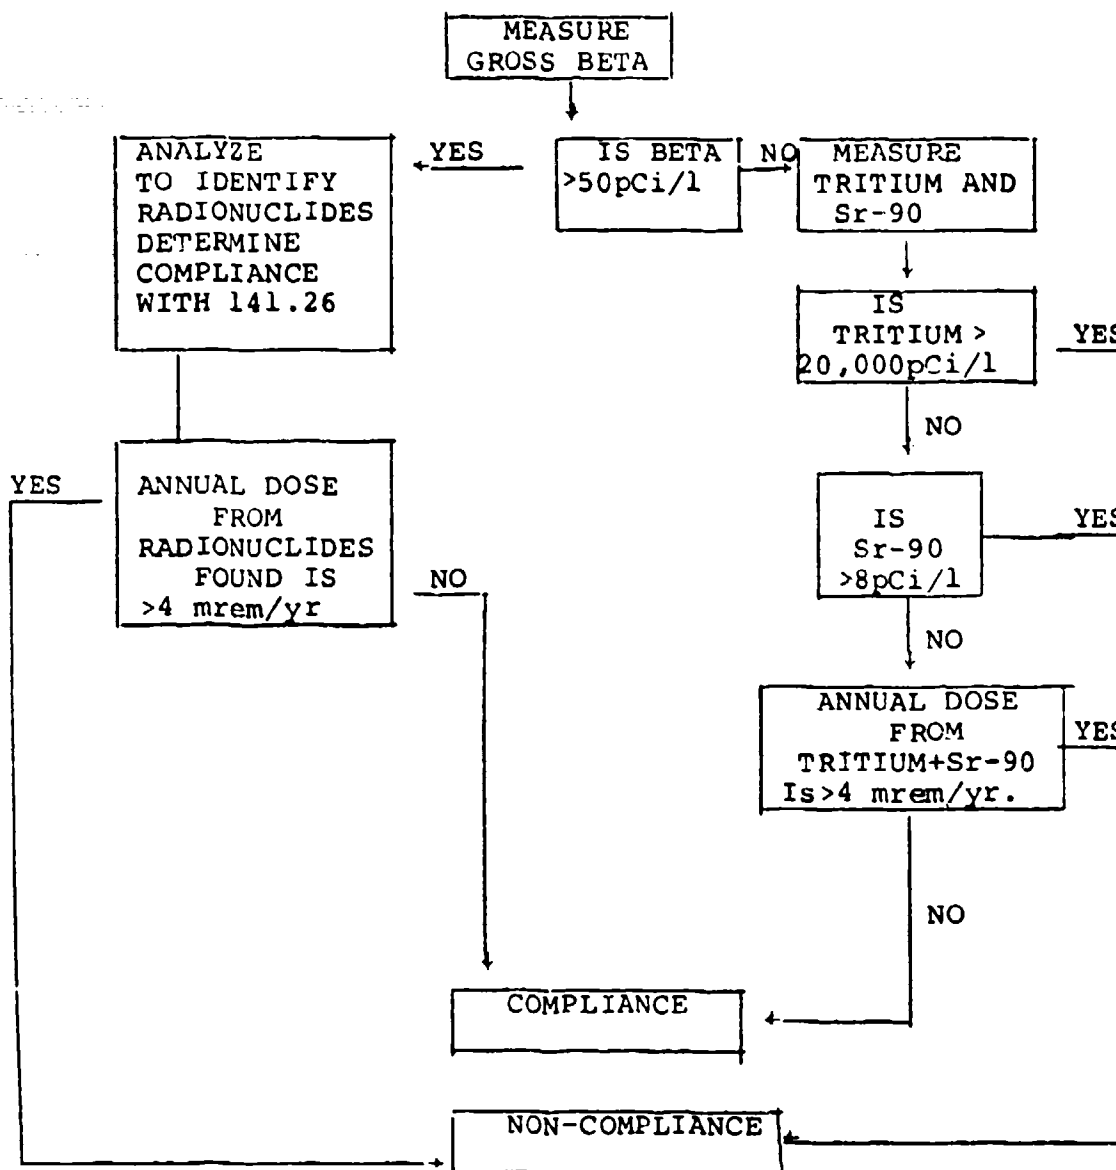 MEASURE
GROSS BETA
IS BETA
>50pCi/l
YES
NO
ANALYZE
TO IDENTIFY
RADIONUCLIDES
DETERMINE
COMPLIANCE
WITH 141.26
MEASURE
TRITIUM AND
Sr-90
IS
TRITIUM >
20,000pCi/l
YES
NO
YES
ANNUAL DOSE
FROM
RADIONUCLIDES
FOUND IS
>4 mrem/yr
NO
IS
Sr-90
>8pCi/l
YES
NO
ANNUAL DOSE
FROM
TRITIUM+Sr-90
Is>4 mrem/yr.
YES
NO
COMPLIANCE
NON-COMPLIANCE